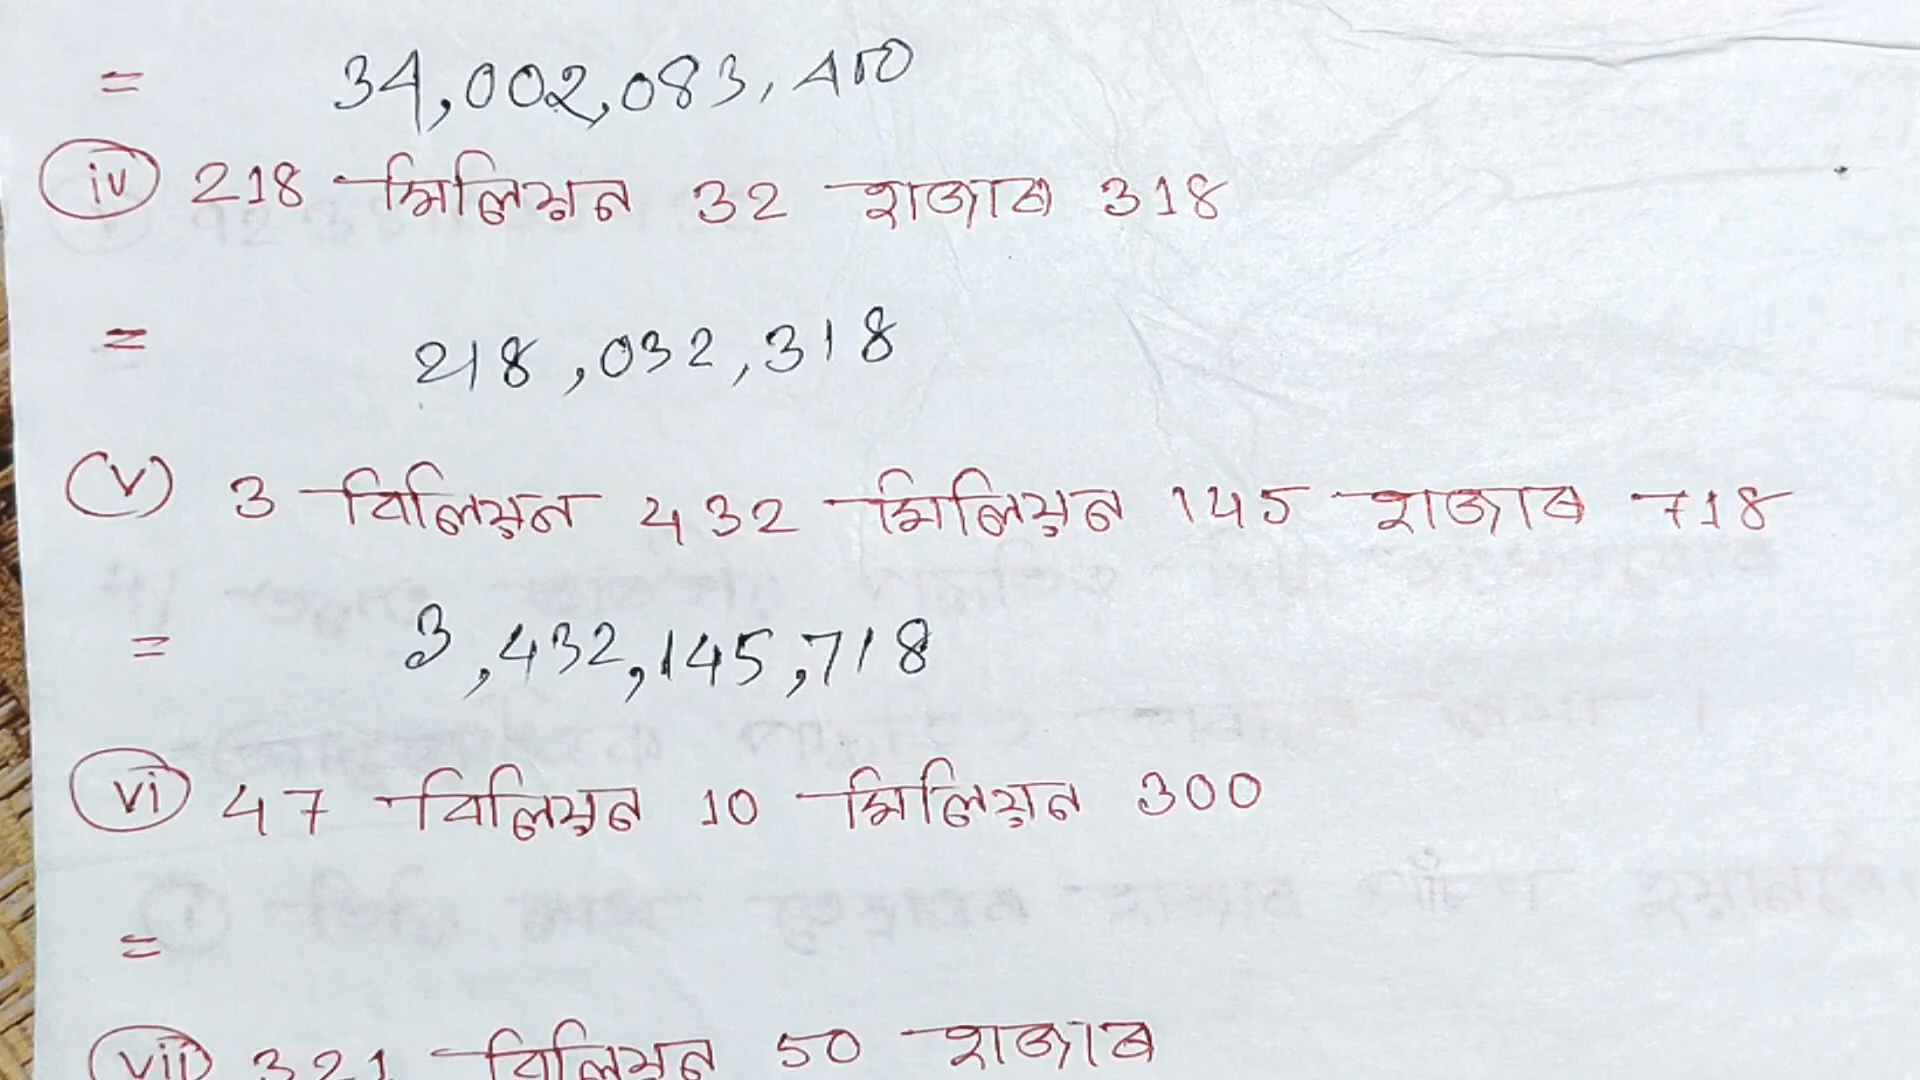 = 34,002,083,450
iv 218 মিলিয়ন 32 হাজাৰ 318
= 218,032,318
(v) 3 বিলিয়ন 432 মিলিয়ন 145 হাজাৰ 718
= 3,432,145,718
vi 47 বিলিয়ন 10 মিলিয়ন 300
=
vii 321 বিলিয়ন 50 হাজাৰ